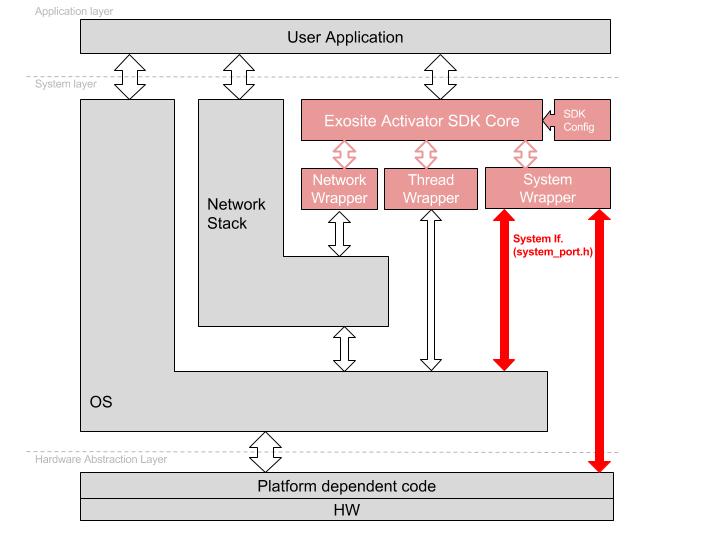 Application layer
User Application
System layer
Exosite Activator SDK Core
SDK
Config
Network
Wrapper
Thread
Wrapper
System
Wrapper
Network
Stack
System If.
(system_port.h)
OS
Hardware Abstraction Layer
Platform dependent code
HW